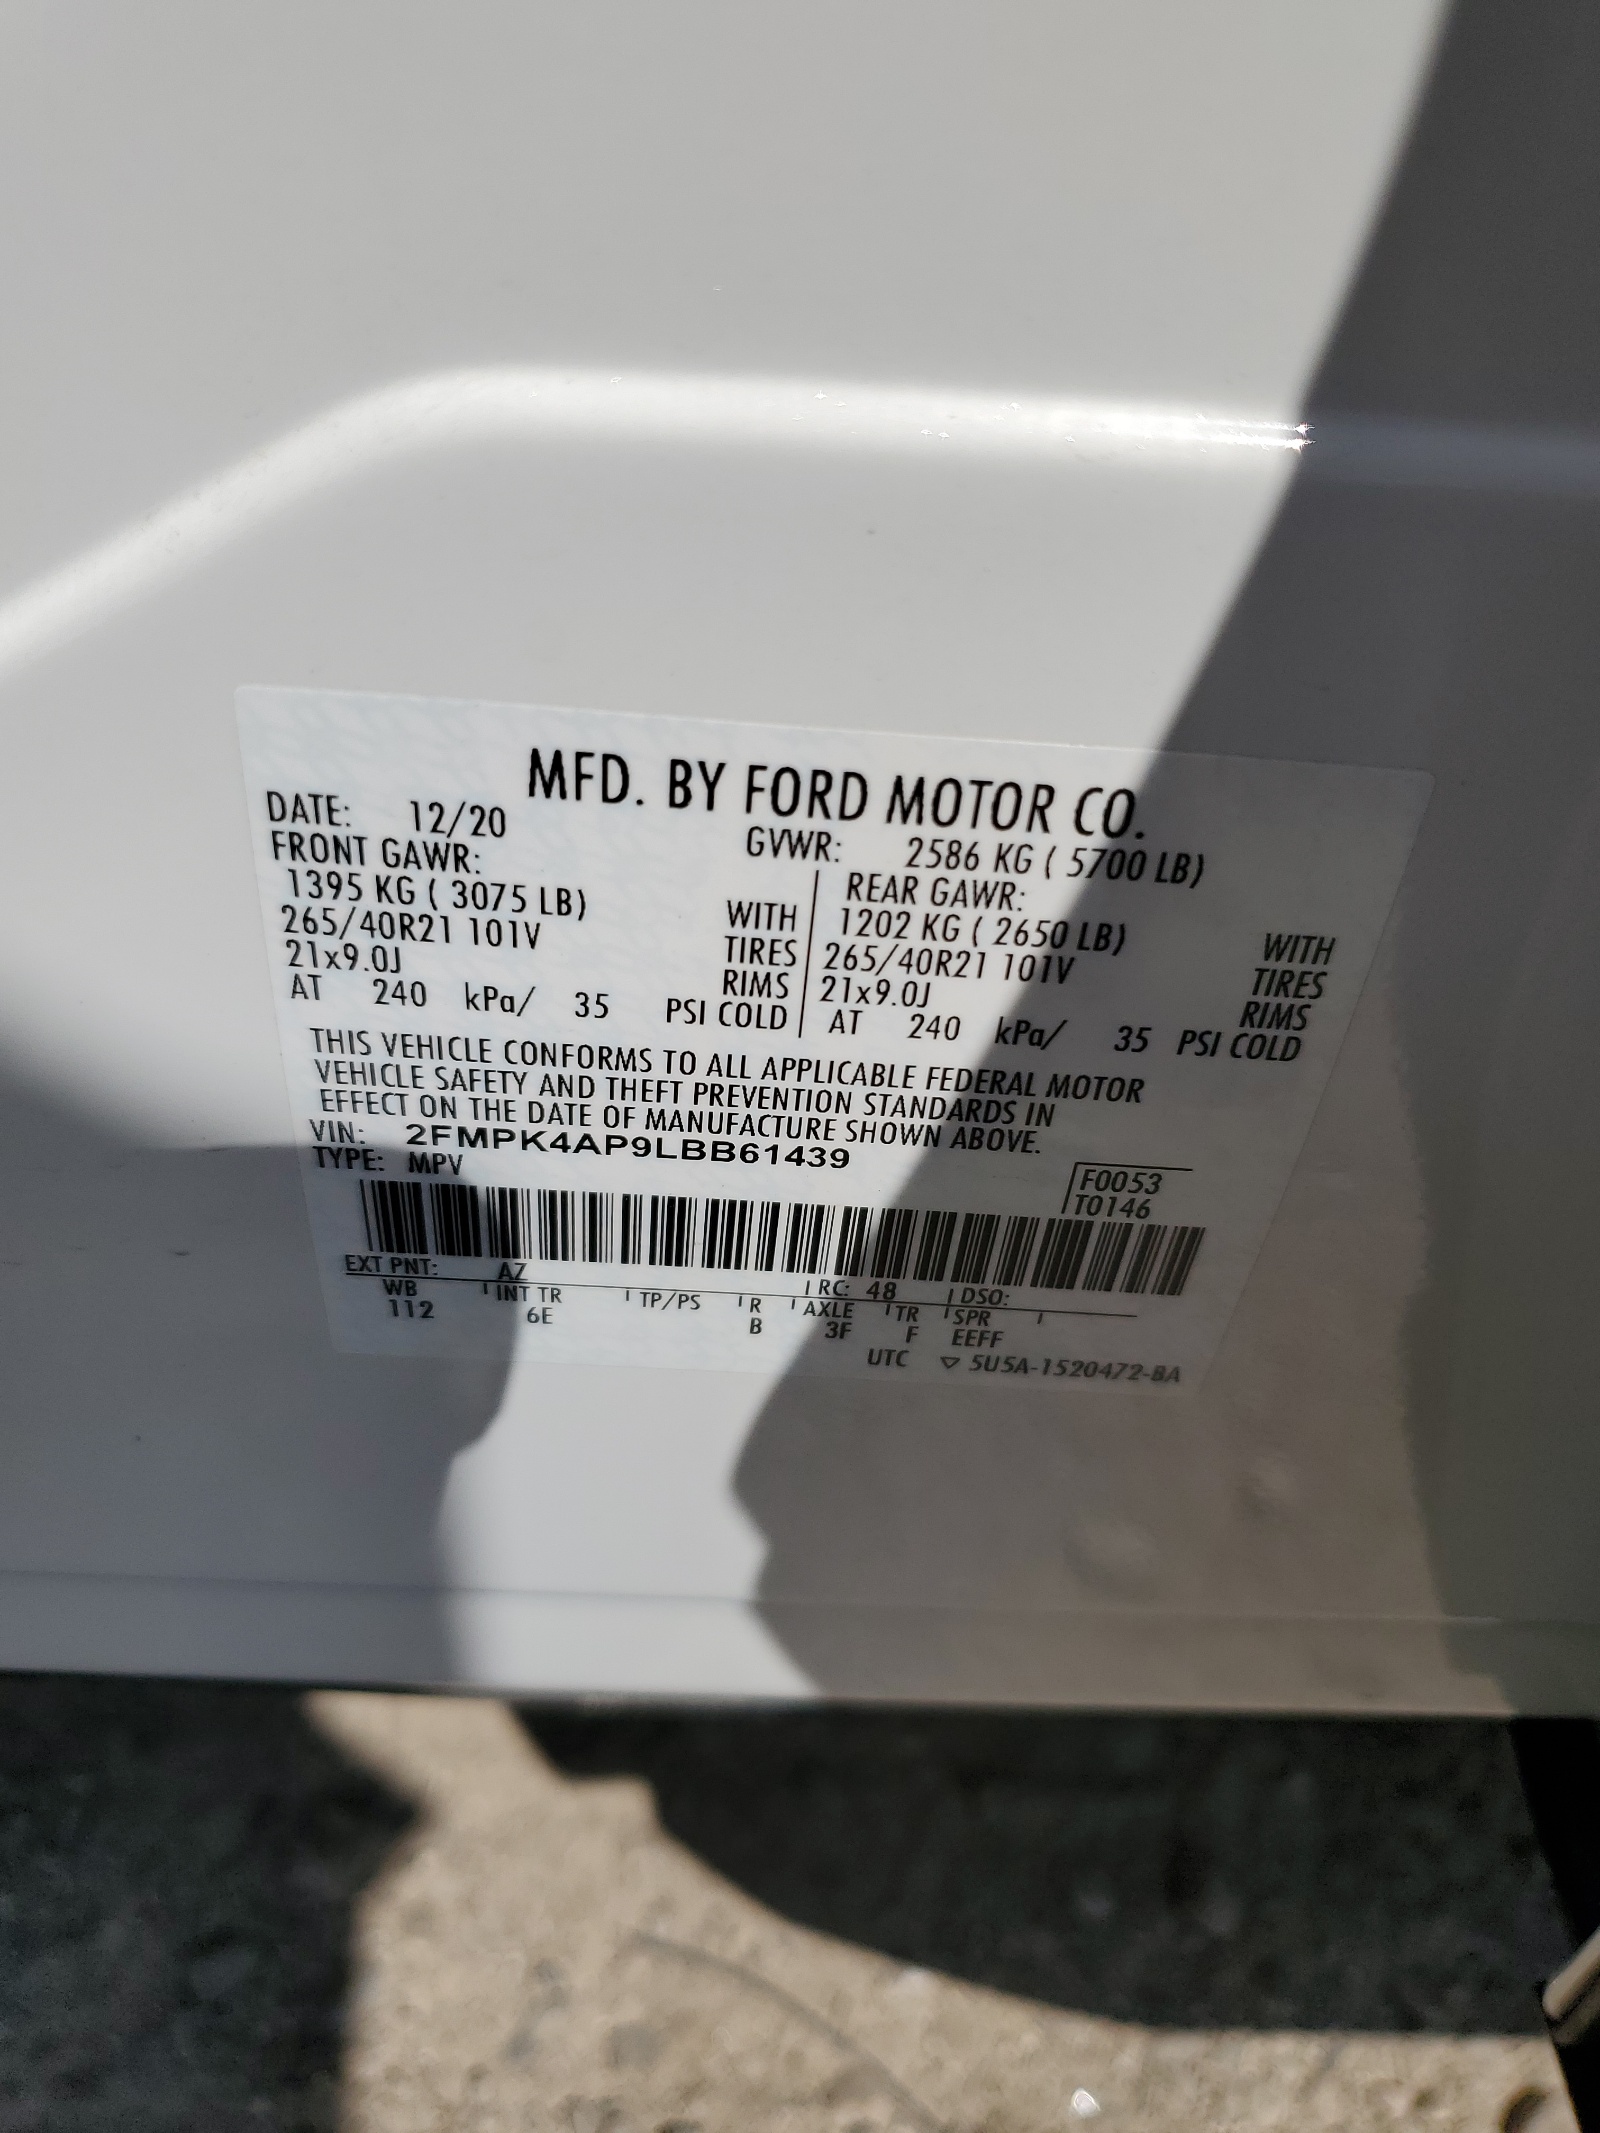 MFD. BY FORD MOTOR CO.
DATE: 12/20 GVWR: 2586 KG ( 5700 LB)
FRONT GAWR: REAR GAWR:
1395 KG ( 3075 LB) WITH 1202 KG ( 2650 LB) WITH
265/40R21 101V TIRES 265/40R21 101V TIRES
21x9.0J RIMS 21x9.0J RIMS
AT 240 kPa/ 35 PSI COLD AT 240 kPa/ 35 PSI COLD
THIS VEHICLE CONFORMS TO ALL APPLICABLE FEDERAL MOTOR
VEHICLE SAFETY AND THEFT PREVENTION STANDARDS IN
EFFECT ON THE DATE OF MANUFACTURE SHOWN ABOVE.
VIN: 2FMPK4AP9LBB61439
TYPE: MPV F0053
T0146
EXT PNT: AZ RC: 48 DSO:
WB INT TR TP/PS R AXLE TR SPR
112 6E B 3F F EEFF
UTC ▽ 5U5A-1520472-BA